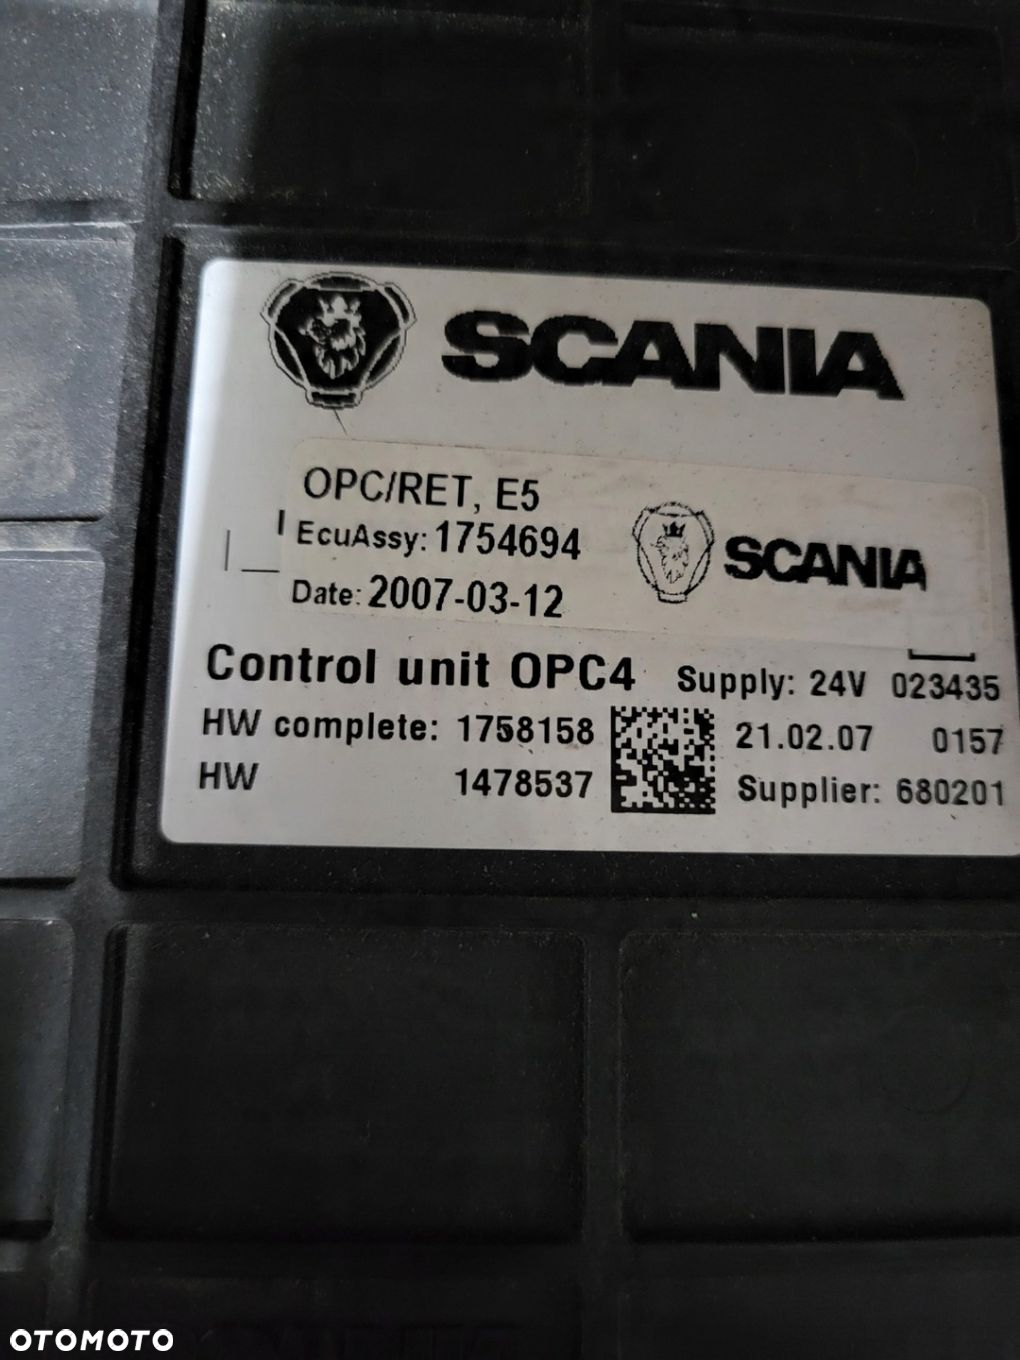 SCANIA
OPC/RET, E5
EcuAssy: 1754694
SCANIA
Date: 2007-03-12
Control unit OPC4 Supply: 24V 023435
HW complete: 1758158 21.02.07 0157
HW 1478537 Supplier: 680201
OTOMOTO